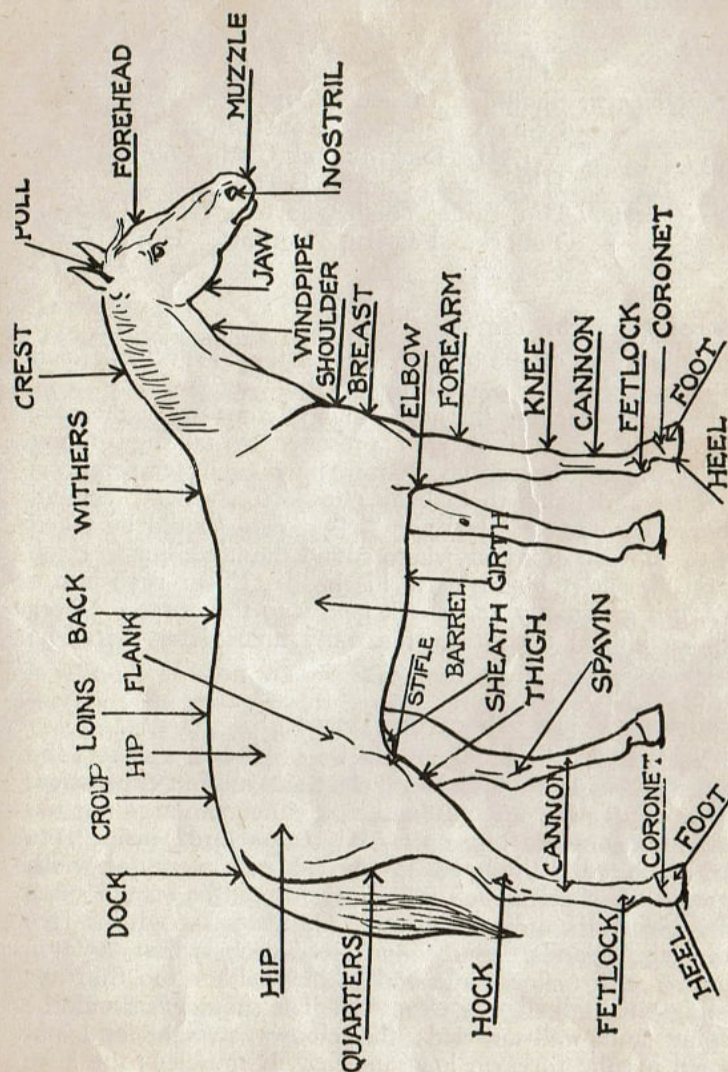 DOCK
CROUP
LOINS
BACK
WITHERS
CREST
PULL
FOREHEAD
HIP
FLANK
MUZZLE
NOSTRIL
JAW
WINDPIPE
SHOULDER
BREAST
ELBOW
FOREARM
KNEE
CANNON
FETLOCK
CORONET
FOOT
HEEL
GIRTH
BARREL
SHEATH
STIFLE
THIGH
SPAVIN
HIP
QUARTERS
HOCK
CANNON
FETLOCK
CORONET
FOOT
HEEL